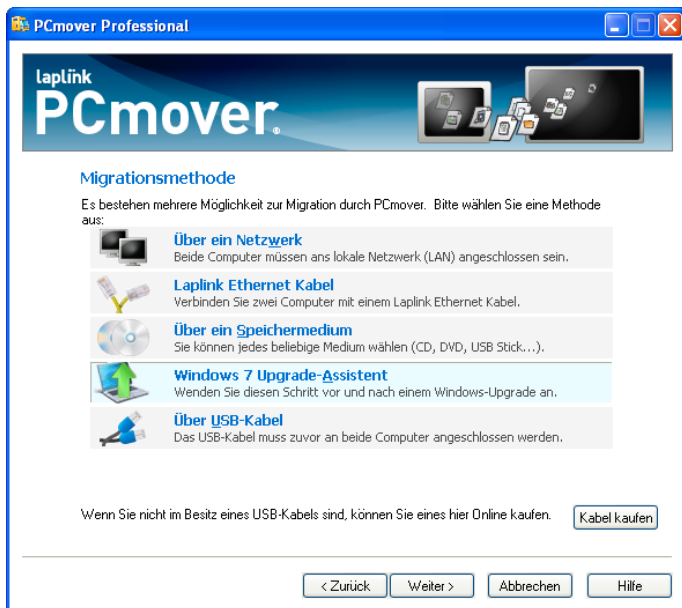 PCmover Professional
laplink
PCmover®
Migrationsmethode
Es bestehen mehrere Möglichkeit zur Migration durch PCmover. Bitte wählen Sie eine Methode
aus:
Über ein Netzwerk
Beide Computer müssen ans lokale Netzwerk (LAN) angeschlossen sein.
Laplink Ethernet Kabel
Verbinden Sie zwei Computer mit einem Laplink Ethernet Kabel.
Über ein Speichermedium
Sie können jedes beliebige Medium wählen (CD, DVD, USB Stick...).
Windows 7 Upgrade-Assistent
Wenden Sie diesen Schritt vor und nach einem Windows-Upgrade an.
Über USB-Kabel
Das USB-Kabel muss zuvor an beide Computer angeschlossen werden.
Wenn Sie nicht im Besitz eines USB-Kabels sind, können Sie eines hier Online kaufen.
Kabel kaufen
< Zurück
Weiter >
Abbrechen
Hilfe